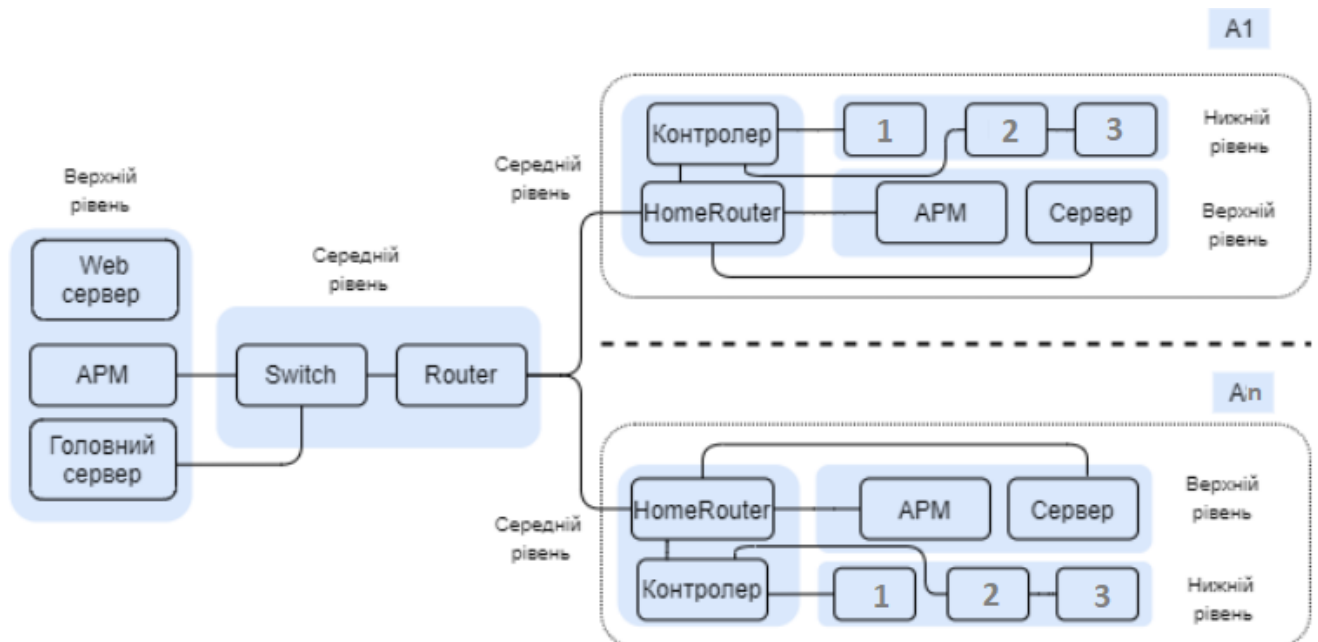 A1
Верхній
рівень
Web
сервер
АРМ
Головний
сервер
Середній
рівень
Switch
Router
Середній
рівень
Контролер
1
2
3
Нижній
рівень
HomeRouter
АРМ
Сервер
Верхній
рівень
An
Середній
рівень
HomeRouter
АРМ
Сервер
Верхній
рівень
Контролер
1
2
3
Нижній
рівень